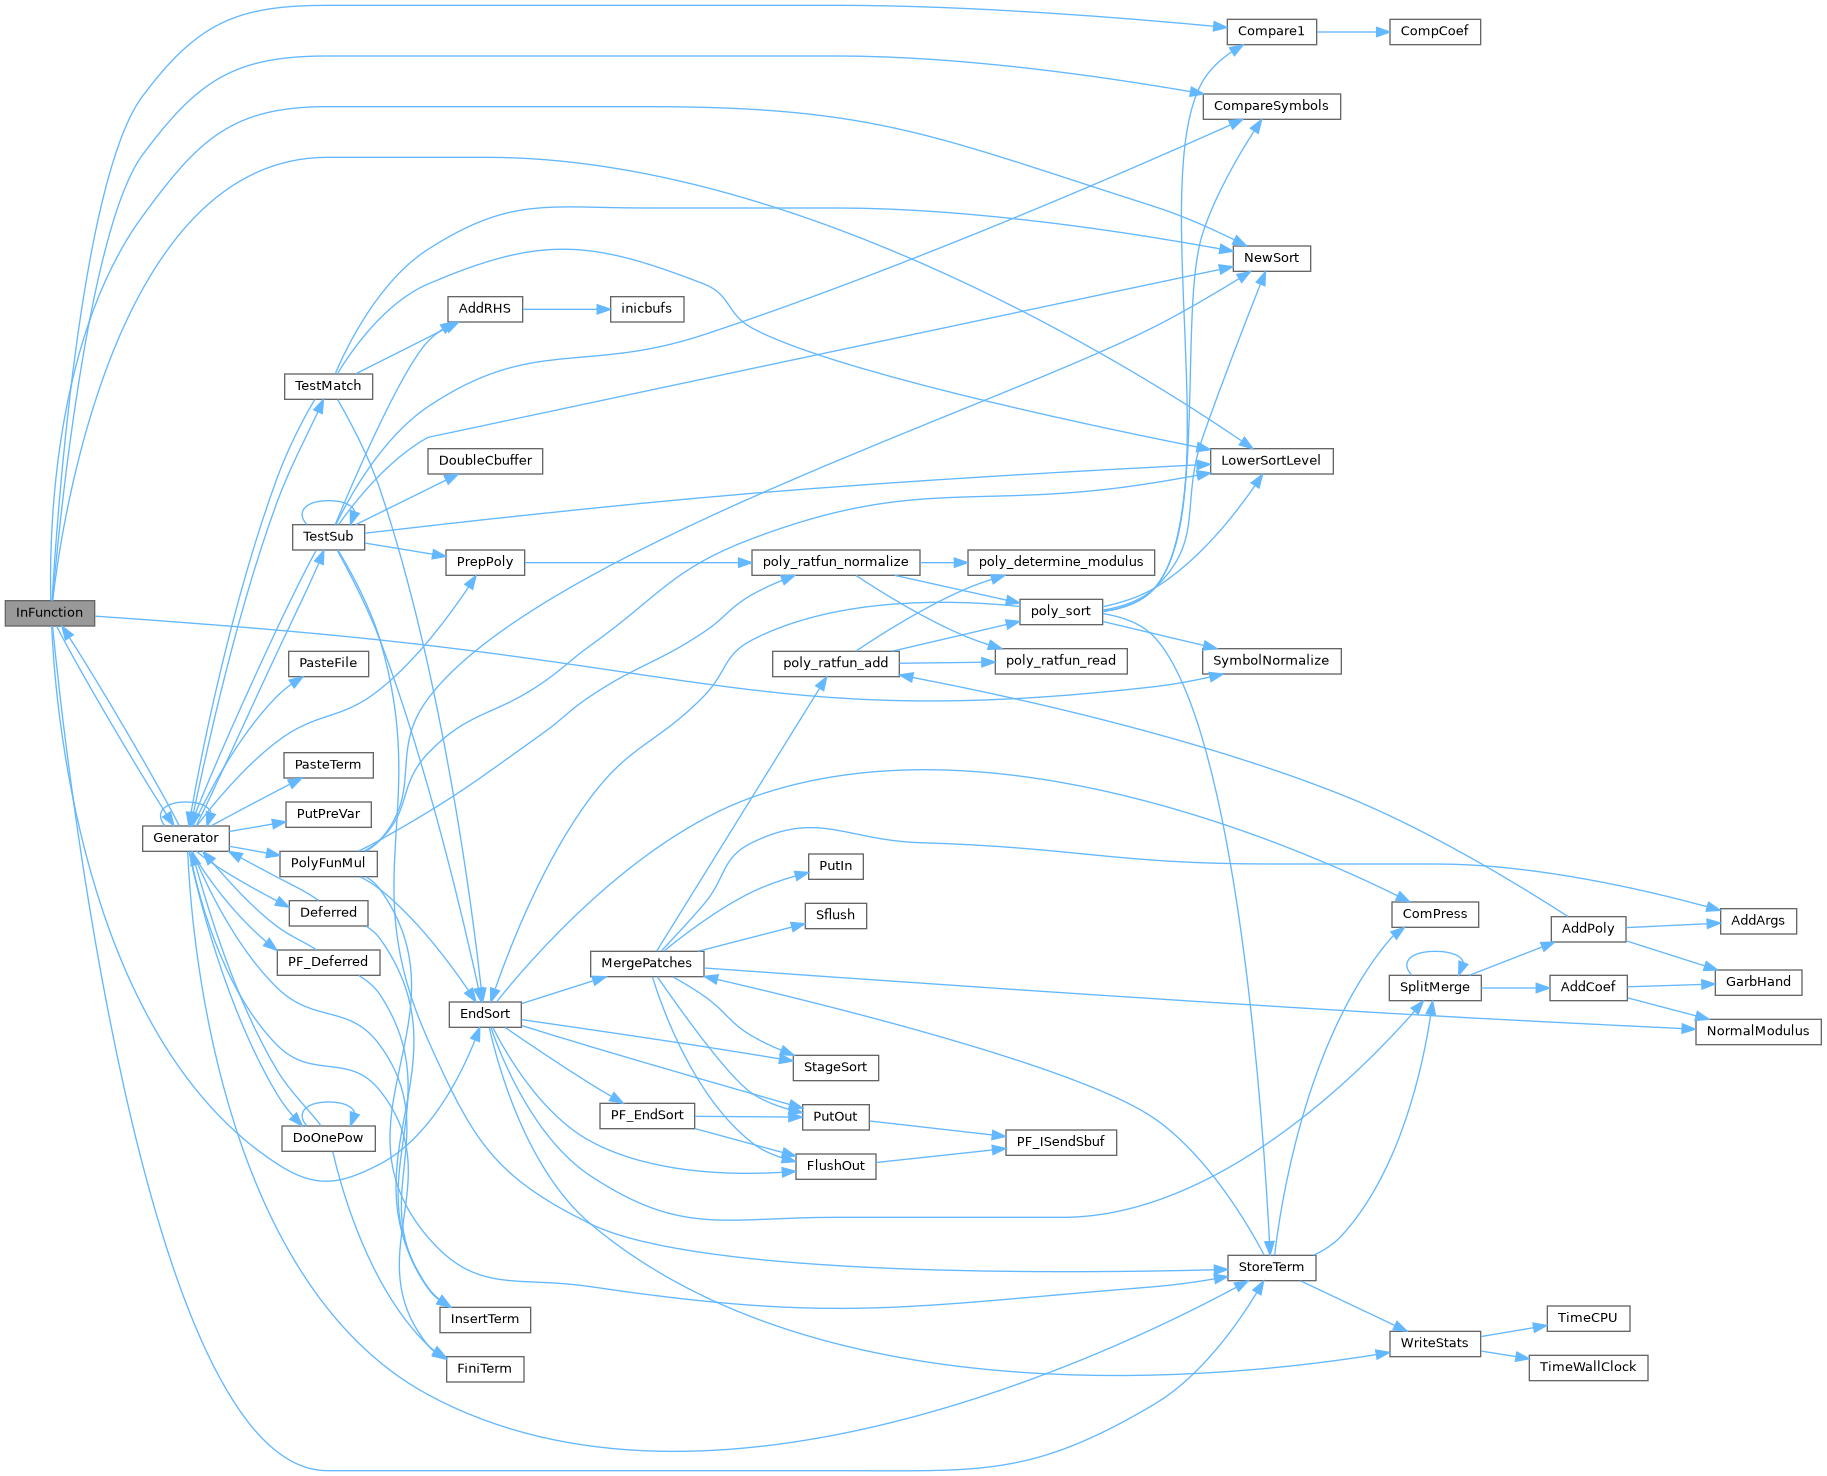 Compare1
CompCoef
CompareSymbols
NewSort
AddRHS
inicbufs
TestMatch
DoubleCbuffer
LowerSortLevel
TestSub
PrepPoly
poly_ratfun_normalize
poly_determine_modulus
InFunction
poly_sort
PasteFile
poly_ratfun_add
poly_ratfun_read
SymbolNormalize
PasteTerm
PutPreVar
Generator
PolyFunMul
PutIn
Deferred
Sflush
ComPress
AddPoly
AddArgs
PF_Deferred
MergePatches
SplitMerge
AddCoef
GarbHand
EndSort
NormalModulus
StageSort
PF_EndSort
PutOut
DoOnePow
PF_ISendSbuf
FlushOut
StoreTerm
InsertTerm
TimeCPU
WriteStats
FiniTerm
TimeWallClock